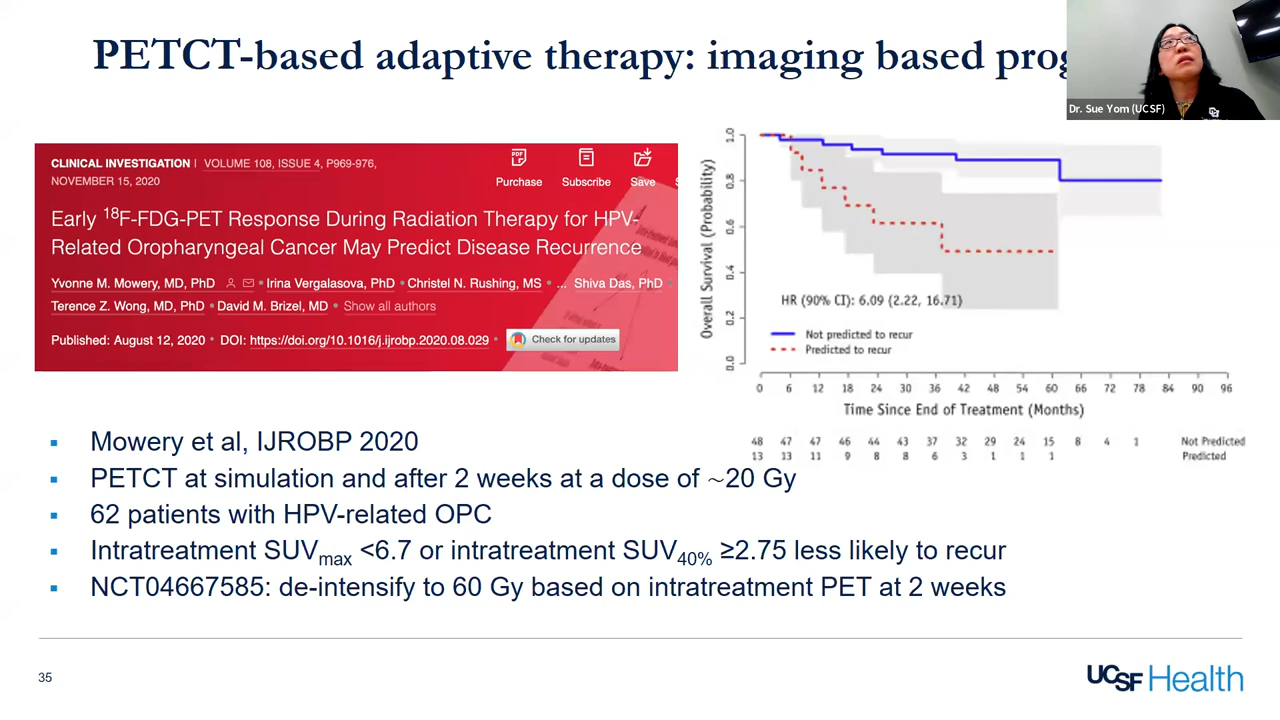 PETCT-based adaptive therapy: imaging based prog
Dr. Sue Yom (UCSF)
CLINICAL INVESTIGATION | VOLUME 108, ISSUE 4, P969-976,
NOVEMBER 15, 2020
Purchase Subscribe Save S
Early 18F-FDG-PET Response During Radiation Therapy for HPV-
Related Oropharyngeal Cancer May Predict Disease Recurrence
Yvonne M. Mowery, MD, PhD • Irina Vergalasova, PhD • Christel N. Rushing, MS • ... Shiva Das, PhD •
Terence Z. Wong, MD, PhD • David M. Brizel, MD • Show all authors
Published: August 12, 2020 • DOI: https://doi.org/10.1016/j.ijrobp.2020.08.029 • Check for updates
Overall Survival (Probability)
1.0
0.8
0.6
0.4
0.2
0.0
HR (90% CI): 6.09 (2.22, 16.71)
Not predicted to recur
Predicted to recur
0 6 12 18 24 30 36 42 48 54 60 66 72 78 84 90 96
Time Since End of Treatment (Months)
48 47 47 46 44 43 37 32 29 24 15 8 4 1 Not Predicted
13 13 11 9 8 8 6 3 1 1 1 Predicted
▪ Mowery et al, IJROBP 2020
▪ PETCT at simulation and after 2 weeks at a dose of ~20 Gy
▪ 62 patients with HPV-related OPC
▪ Intratreatment SUVmax <6.7 or intratreatment SUV40% ≥2.75 less likely to recur
▪ NCT04667585: de-intensify to 60 Gy based on intratreatment PET at 2 weeks
35
UCSF Health